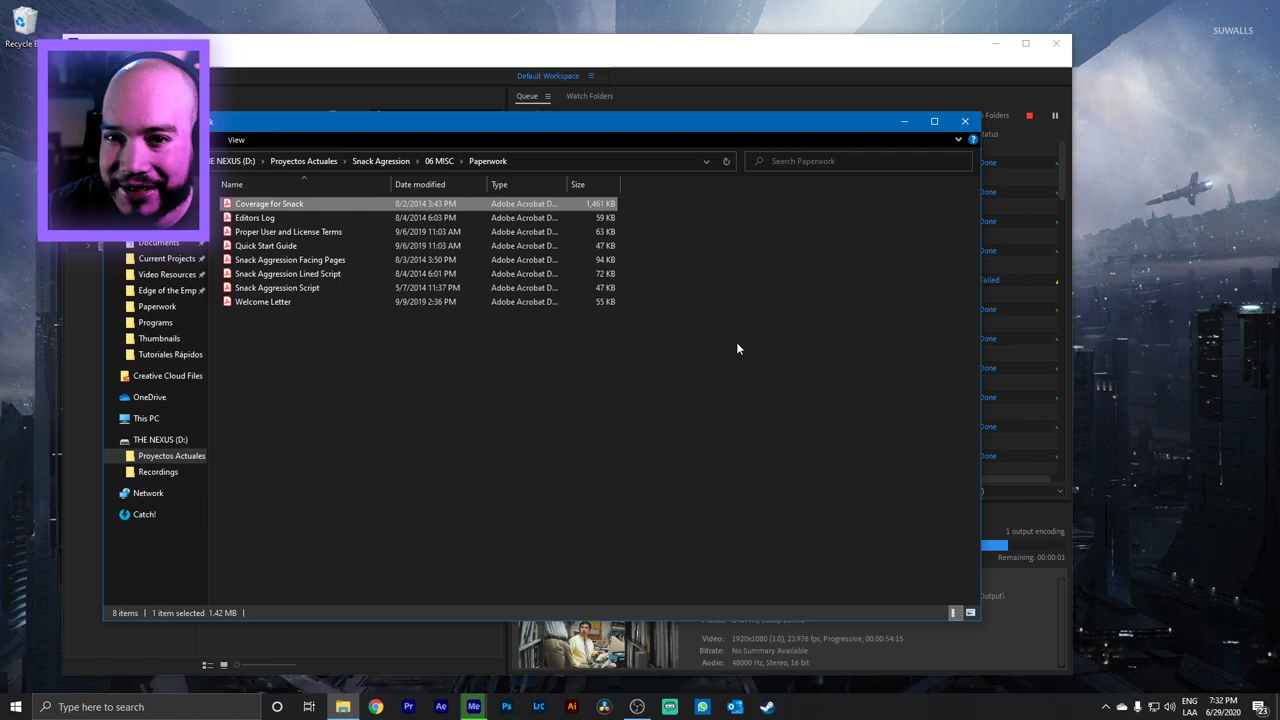 SUWALLS
Recycle B
Default Workspace
Queue Watch Folders
View
THE NEXUS (D:) Proyectos Actuales Snack Agression 06 MISC Paperwork
Search Paperwork
Name Date modified Type Size
Coverage for Snack 8/2/2014 3:43 PM Adobe Acrobat D... 1,461 KB
Editors Log 8/4/2014 6:03 PM Adobe Acrobat D... 59 KB
Proper User and License Terms 9/6/2019 11:03 AM Adobe Acrobat D... 63 KB
Quick Start Guide 9/6/2019 11:03 AM Adobe Acrobat D... 47 KB
Snack Aggression Facing Pages 8/3/2014 3:50 PM Adobe Acrobat D... 94 KB
Snack Aggression Lined Script 8/4/2014 6:01 PM Adobe Acrobat D... 72 KB
Snack Aggression Script 5/7/2014 11:37 PM Adobe Acrobat D... 47 KB
Welcome Letter 9/9/2019 2:36 PM Adobe Acrobat D... 55 KB
Documents
Current Projects
Video Resources
Edge of the Emp
Paperwork
Programs
Thumbnails
Tutoriales Rápidos
Creative Cloud Files
OneDrive
This PC
THE NEXUS (D:)
Proyectos Actuales
Recordings
Network
Catch!
8 items 1 item selected 1.42 MB
h Folders
Status
Done
Done
Done
Done
Failed
Done
Done
Done
Done
Done
Done
1 output encoding
Remaining: 00:00:01
Output\
Video: 1920x1080 (1.0), 23.976 fps, Progressive, 00:54:15
Bitrate: No Summary Available
Audio: 48000 Hz, Stereo, 16 bit
Type here to search
Pr Ae Me Ps Lrc Ai
ENG
LAA
7:32 PM
6/29/2020
23